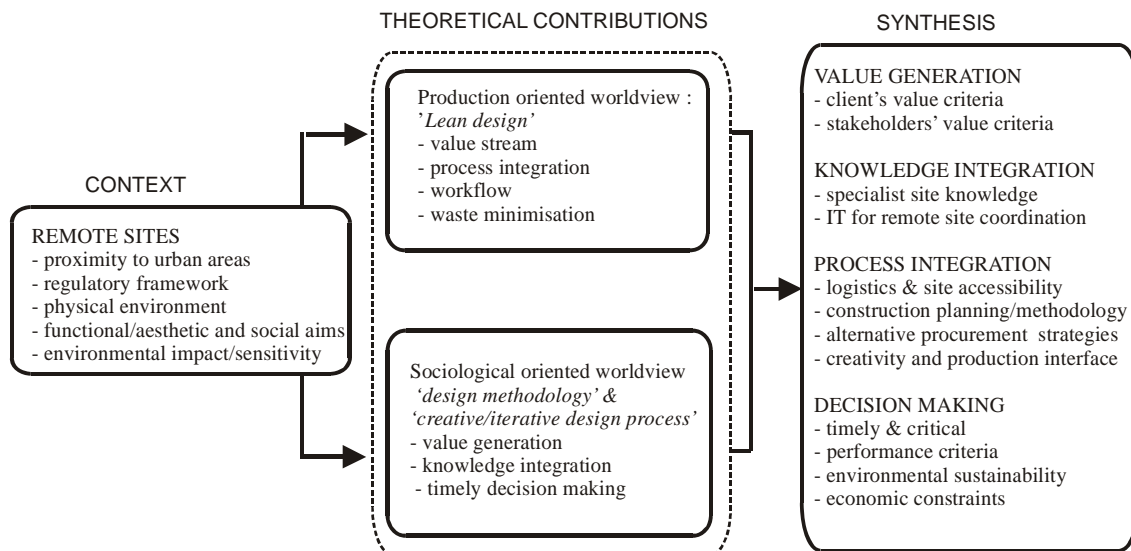 THEORETICAL CONTRIBUTIONS
SYNTHESIS
CONTEXT
REMOTE SITES
- proximity to urban areas
- regulatory framework
- physical environment
- functional/aesthetic and social aims
- environmental impact/sensitivity
Production oriented worldview :
’Lean design’
- value stream
- process integration
- workflow
- waste minimisation
Sociological oriented worldview
‘design methodology’ &
‘creative/iterative design process’
- value generation
- knowledge integration
- timely decision making
VALUE GENERATION
- client’s value criteria
- stakeholders’ value criteria
KNOWLEDGE INTEGRATION
- specialist site knowledge
- IT for remote site coordination
PROCESS INTEGRATION
- logistics & site accessibility
- construction planning/methodology
- alternative procurement strategies
- creativity and production interface
DECISION MAKING
- timely & critical
- performance criteria
- environmental sustainability
- economic constraints